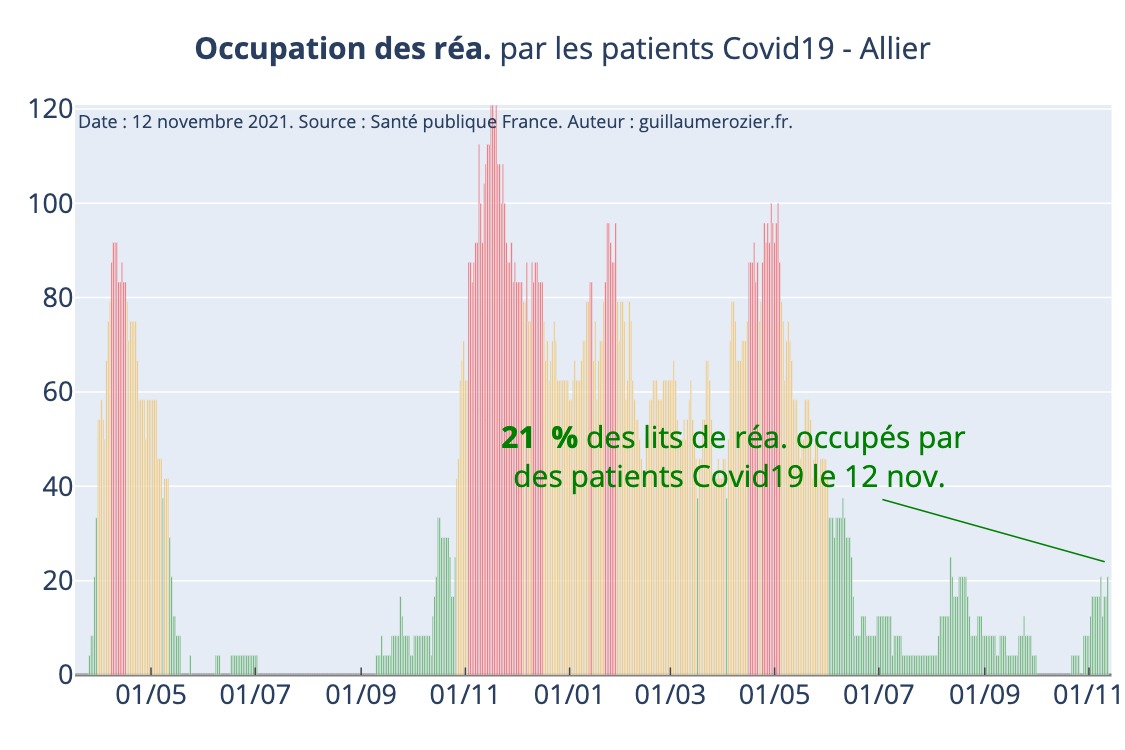 Occupation des réa. par les patients Covid19 - Allier
120
Date : 12 novembre 2021. Source : Santé publique France. Auteur : guillaumerozier.fr.
100
80
60
21 % des lits de réa. occupés par
des patients Covid19 le 12 nov.
40
20
0
01/05 01/07 01/09 01/11 01/01 01/03 01/05 01/07 01/09 01/11